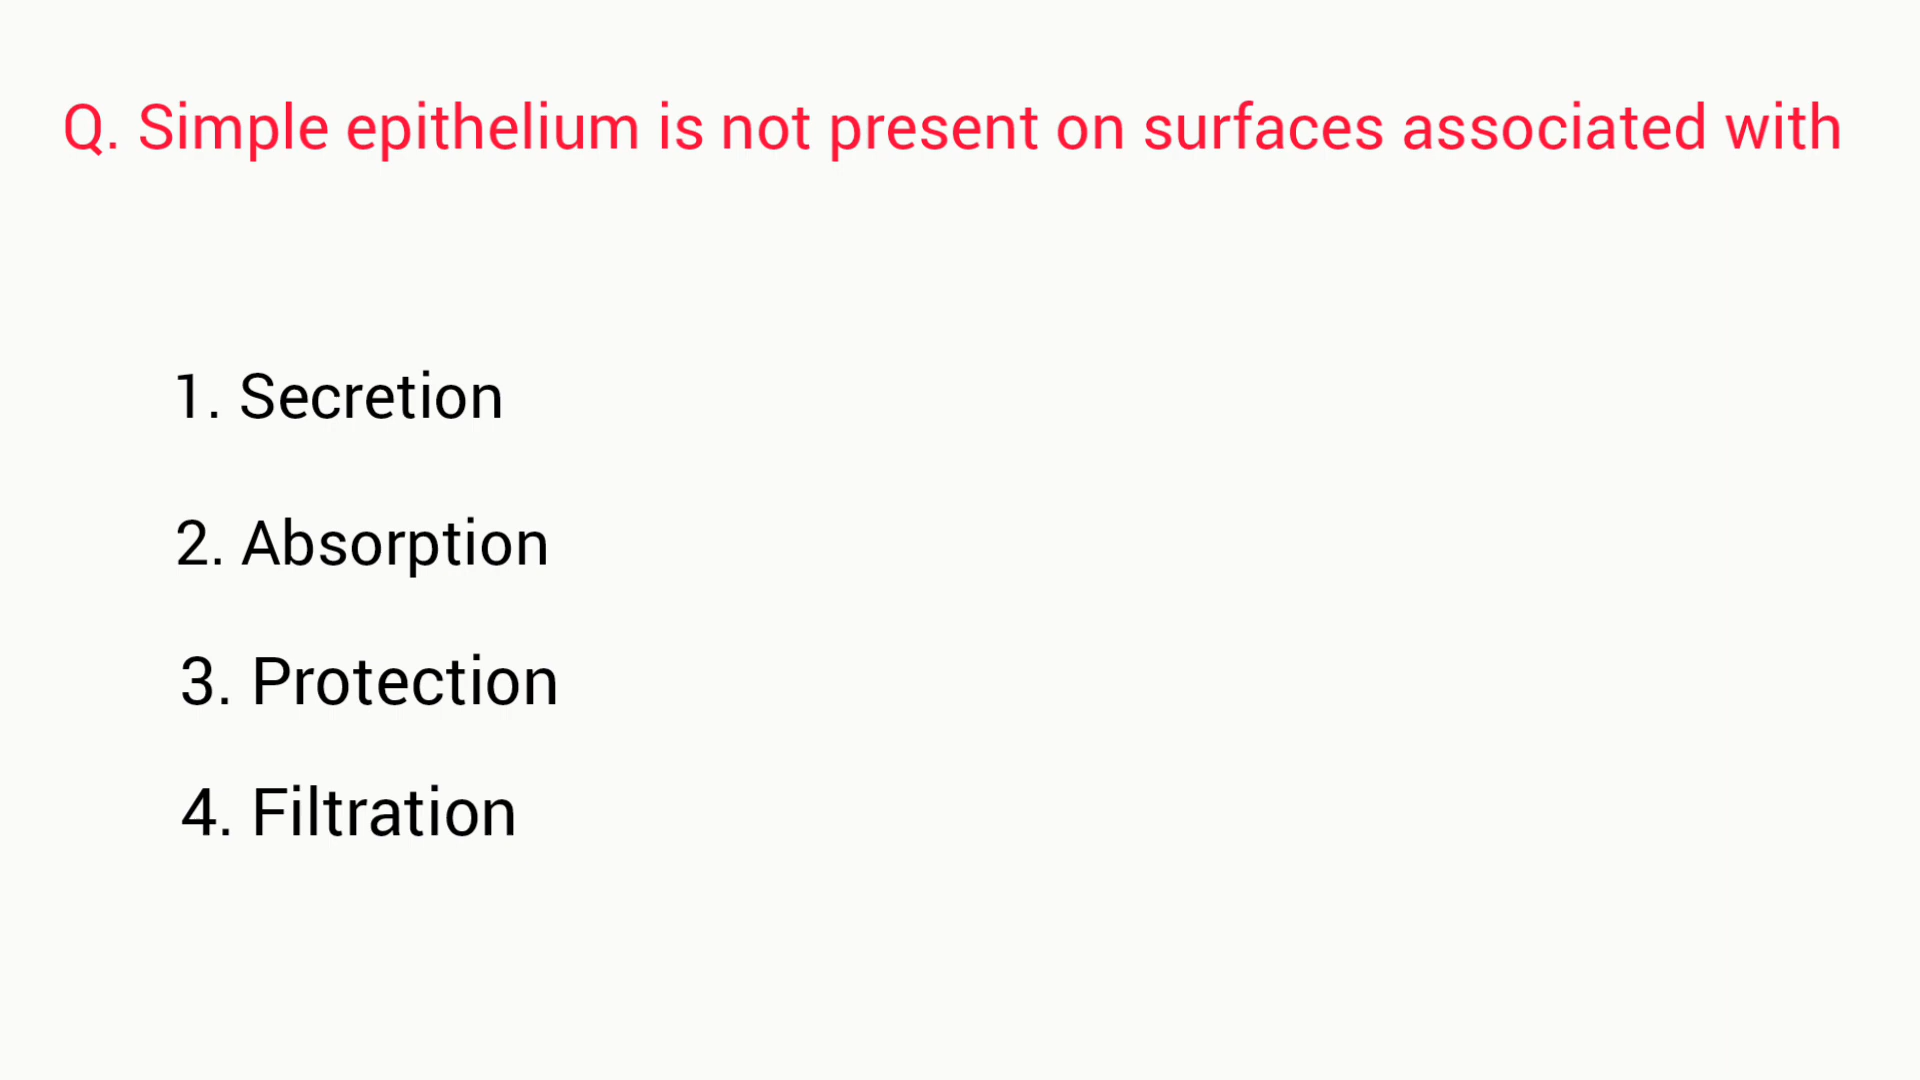 Q. Simple epithelium is not present on surfaces associated with
1. Secretion
2. Absorption
3. Protection
4. Filtration